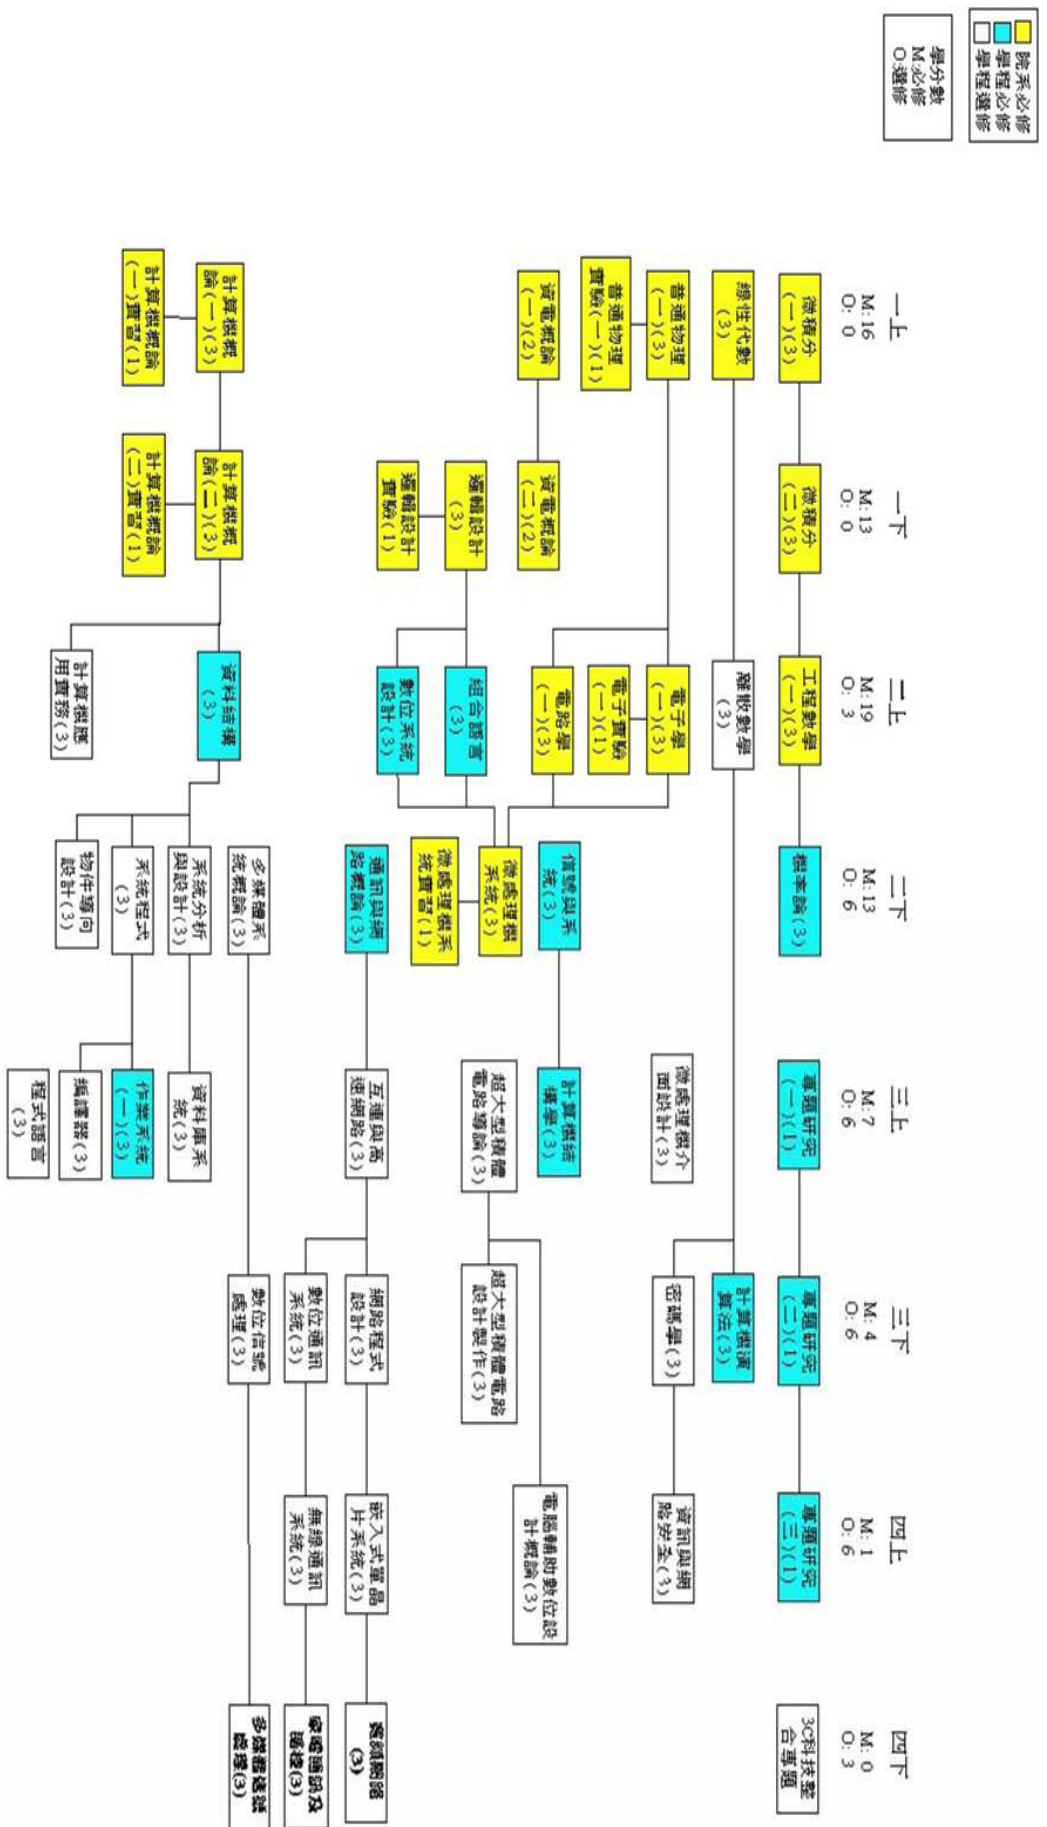 院系必修
學程必修
學程選修
學分數
M:必修
O:選修
一上
M:16
O: 0
一下
M:13
O: 0
二上
M:19
O: 3
二下
M:13
O: 6
三上
M:7
O:6
三下
M: 4
O: 6
四上
M:1
O:6
四下
M: 0
O: 3
微積分
(一)(3)
微積分
(二)(3)
工程數學
(一)(3)
機率論(3)
專題研究
(一)(1)
專題研究
(二)(1)
專題研究
(三)(1)
3C科技整
合專題
線性代數
(3)
離散數學
(3)
計算機演
算法(3)
普通物理
(一)(3)
電子學
(一)(3)
微處理機介
面設計(3)
密碼學(3)
資訊與網
路安全(3)
普通物理
實驗(一)(1)
電子實驗
(一)(1)
資電概論
(一)(2)
資電概論
(二)(2)
電路學
(一)(3)
信號與系
統(3)
計算機結
構學(3)
電腦輔助數位設
計概論(3)
邏輯設計
(3)
組合語言
(3)
微處理機
系統(3)
超大型積體
電路導論(3)
超大型積體電路
設計製作(3)
邏輯設計
實驗(1)
數位系統
設計(3)
微處理機系
統實習(1)
通訊與網
路概論(3)
互連與高
速網路(3)
網路程式
設計(3)
嵌入式單晶
片系統(3)
網路
(3)
數位通訊
系統(3)
無線通訊
系統(3)
通訊及
(3)
計算機概
論(一)(3)
計算機概
論(二)(3)
資料結構
(3)
多媒體系
統概論(3)
數位信號
處理(3)
多媒體信號
處理(3)
計算機概論
(一)實習(1)
計算機概論
(二)實習(1)
系統分析
與設計(3)
資料庫系
統(3)
系統程式
(3)
作業系統
(一)(3)
計算機應
用實務(3)
物件導向
設計(3)
編譯器(3)
程式語言
(3)